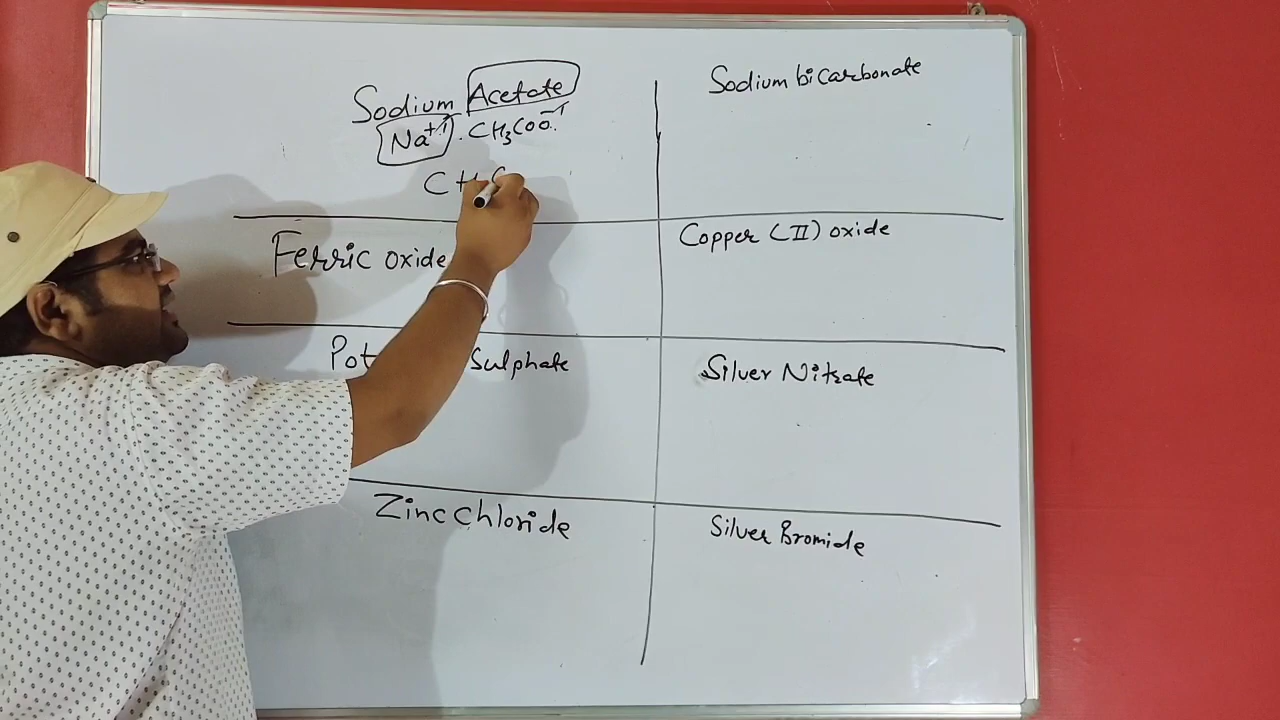 Sodium Acetate
Na⁺¹ . CH₃COO⁻¹
CH
Sodium bicarbonate
Ferric oxide
Copper (II) oxide
Sulphate
Silver Nitrate
Zinc chloride
Silver Bromide